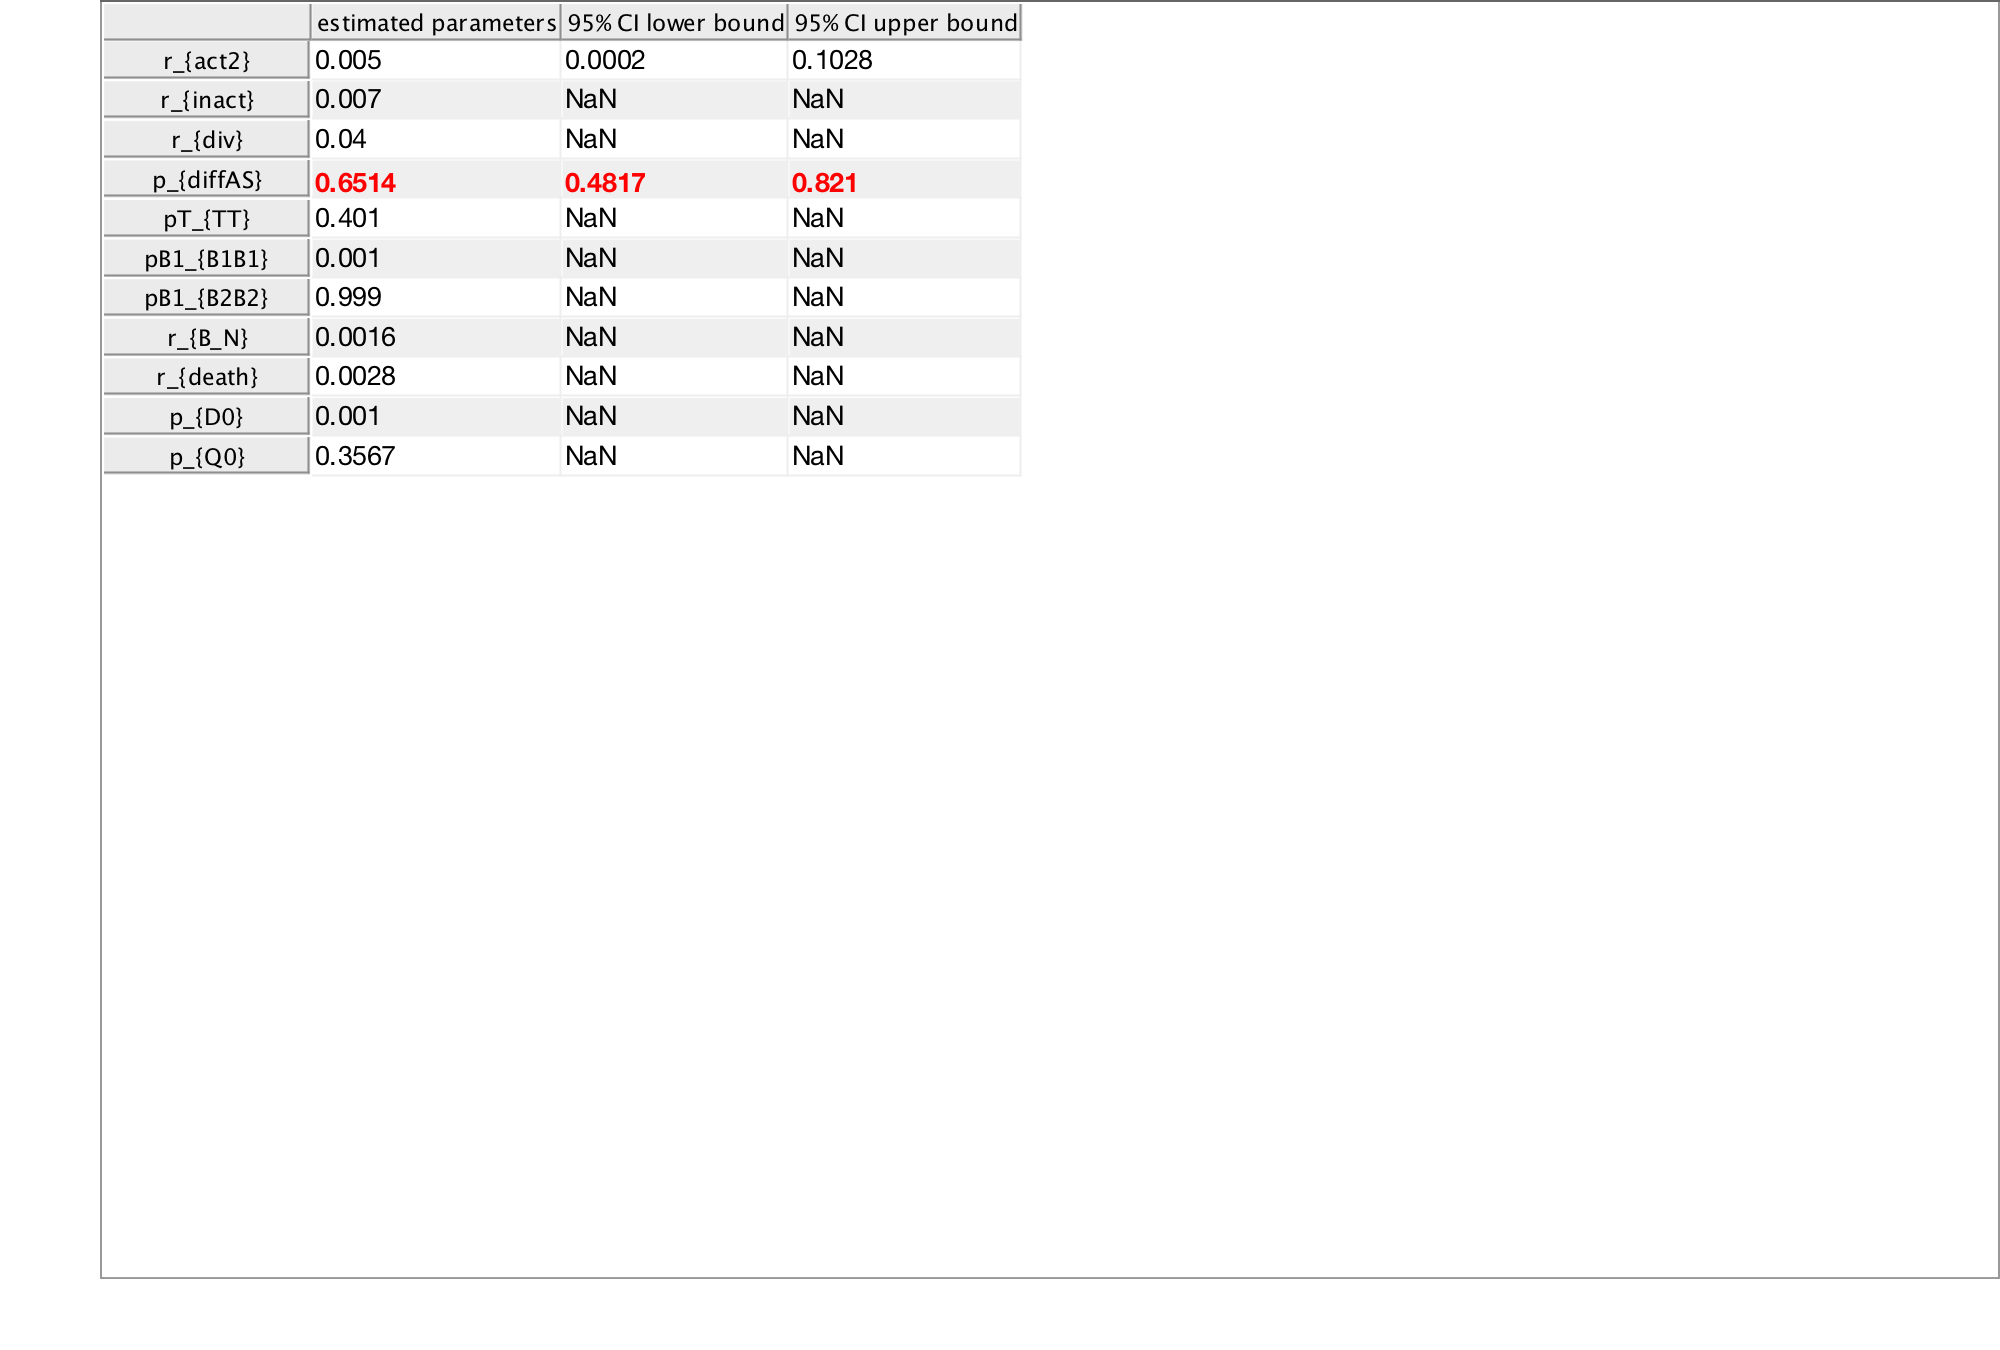 estimated parameters 95% CI lower bound 95% CI upper bound
r_{act2} 0.005 0.0002 0.1028
r_{inact} 0.007 NaN NaN
r_{div} 0.04 NaN NaN
p_{diffAS} 0.6514 0.4817 0.821
pT_{TT} 0.401 NaN NaN
pB1_{B1B1} 0.001 NaN NaN
pB1_{B2B2} 0.999 NaN NaN
r_{B_N} 0.0016 NaN NaN
r_{death} 0.0028 NaN NaN
p_{D0} 0.001 NaN NaN
p_{Q0} 0.3567 NaN NaN